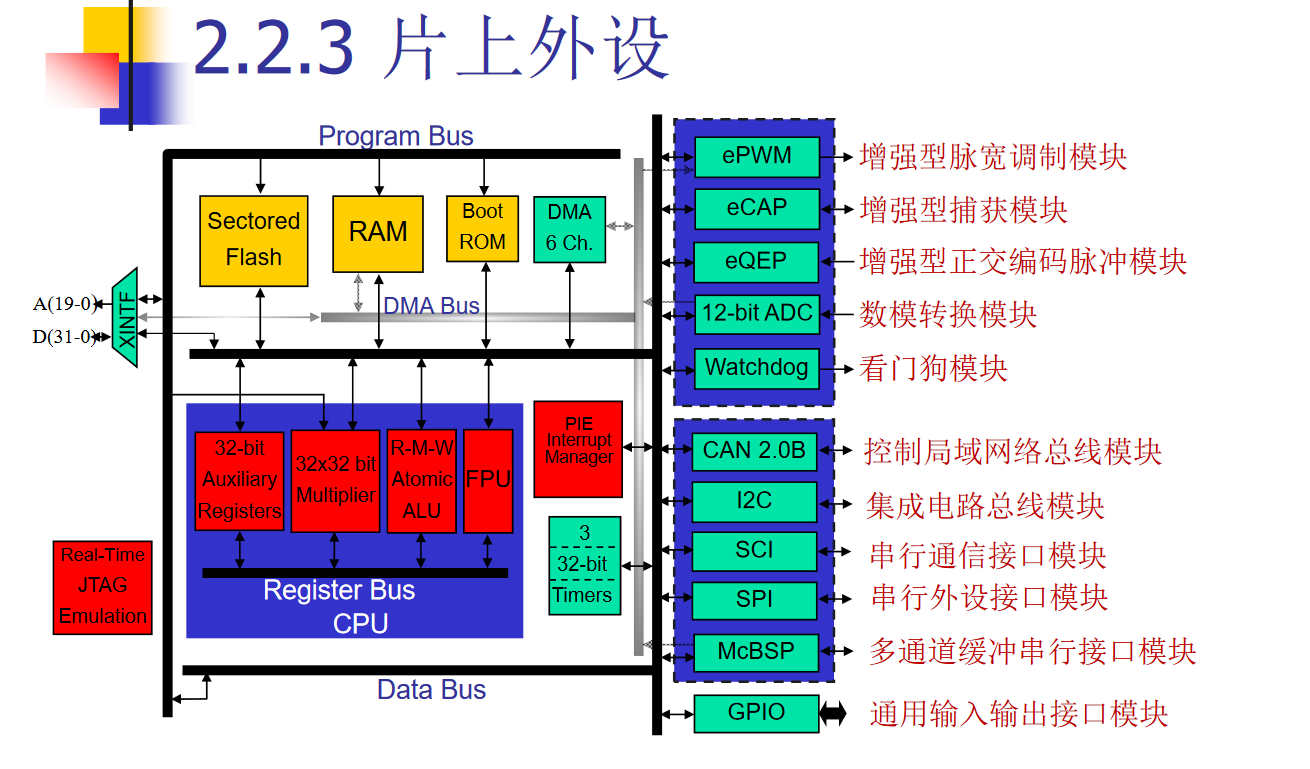 2.2.3 片上外设
Program Bus
Sectored
Flash
RAM
Boot
ROM
DMA
6 Ch.
DMA Bus
A(19-0)
D(31-0)
XINTF
32-bit
Auxiliary
Registers
32x32 bit
Multiplier
R-M-W
Atomic
ALU
FPU
Register Bus
CPU
PIE
Interrupt
Manager
3
32-bit
Timers
Real-Time
JTAG
Emulation
Data Bus
ePWM 增强型脉宽调制模块
eCAP 增强型捕获模块
eQEP 增强型正交编码脉冲模块
12-bit ADC 数模转换模块
Watchdog 看门狗模块
CAN 2.0B 控制局域网络总线模块
I2C 集成电路总线模块
SCI 串行通信接口模块
SPI 串行外设接口模块
McBSP 多通道缓冲串行接口模块
GPIO 通用输入输出接口模块